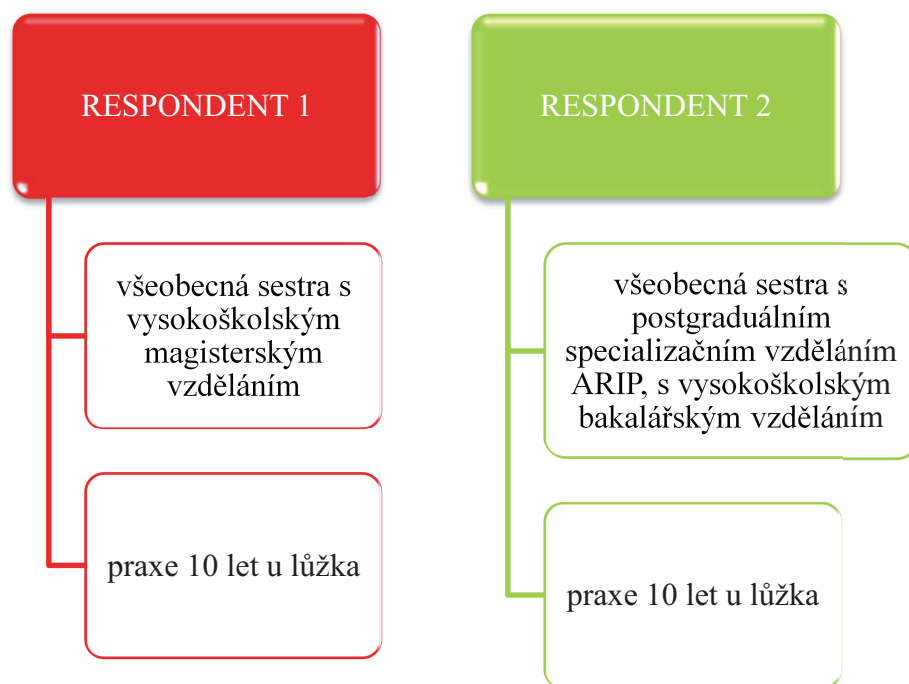 RESPONDENT 1
všeobecná sestra s
vysokoškolským
magisterským
vzděláním
praxe 10 let u lůžka
RESPONDENT 2
všeobecná sestra s
postgraduálním
specializačním vzděláním
ARIP, s vysokoškolským
bakalářským vzděláním
praxe 10 let u lůžka